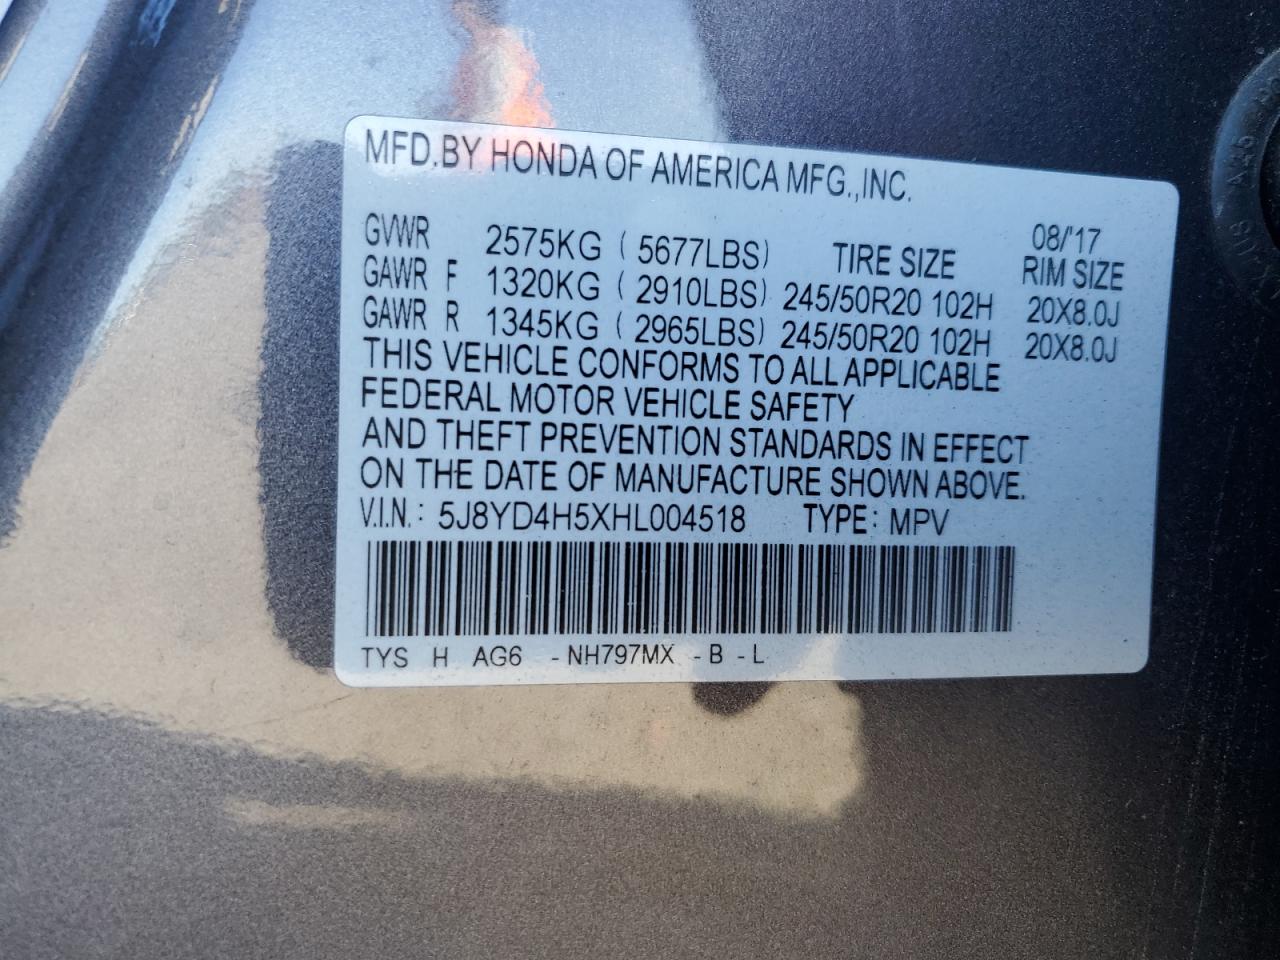 MFD.BY HONDA OF AMERICA MFG.,INC.
08/'17
GVWR 2575KG ( 5677LBS) TIRE SIZE RIM SIZE
GAWR F 1320KG ( 2910LBS) 245/50R20 102H 20X8.0J
GAWR R 1345KG ( 2965LBS) 245/50R20 102H 20X8.0J
THIS VEHICLE CONFORMS TO ALL APPLICABLE
FEDERAL MOTOR VEHICLE SAFETY
AND THEFT PREVENTION STANDARDS IN EFFECT
ON THE DATE OF MANUFACTURE SHOWN ABOVE.
V.I.N.: 5J8YD4H5XHL004518 TYPE: MPV
TYS H AG6 -NH797MX -B -L